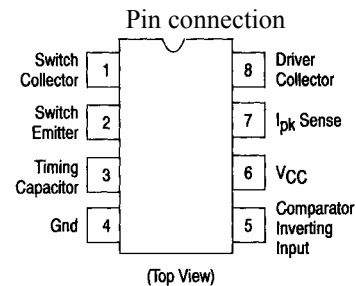 Pin connection
Switch
Collector
1
8
Driver
Collector
Switch
Emitter
2
7
Ipk Sense
Timing
Capacitor
3
6
VCC
Gnd
4
5
Comparator
Inverting
Input
(Top View)